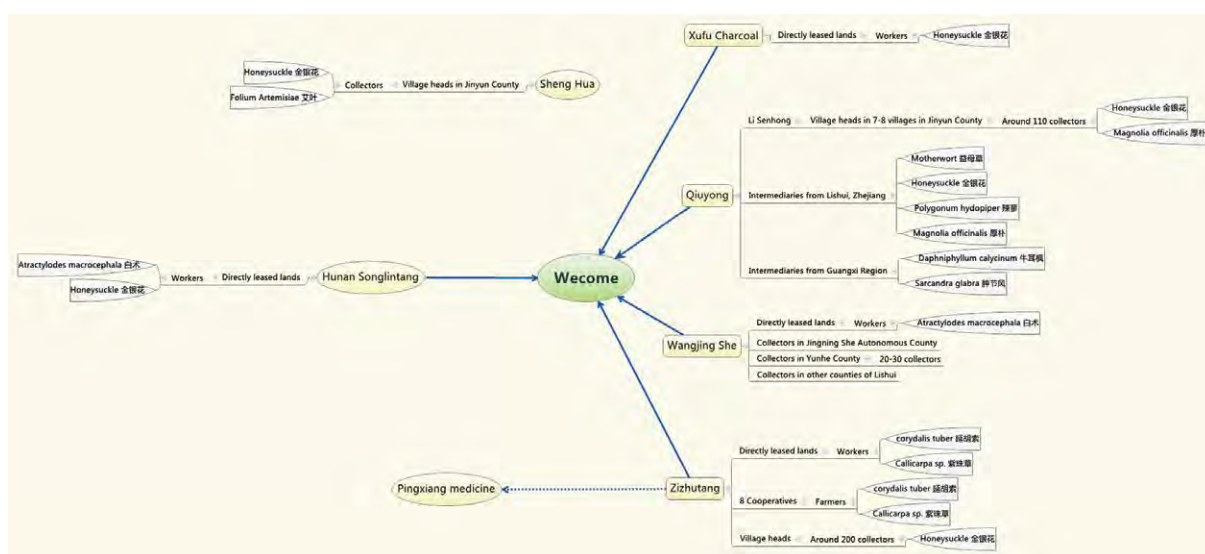 Xufu Charcoal
Directly leased lands
Workers
Honeysuckle 金银花
Honeysuckle 金银花
Folium Artemisiae 艾叶
Collectors
Village heads in Jinyun County
Sheng Hua
Qiuyong
Li Senhong
Village heads in 7-8 villages in Jinyun County
Around 110 collectors
Honeysuckle 金银花
Magnolia officinalis 厚朴
Intermediaries from Lishui, Zhejiang
Motherwort 益母草
Honeysuckle 金银花
Polygonum hydopiper 辣蓼
Magnolia officinalis 厚朴
Intermediaries from Guangxi Region
Daphniphyllum calycinum 牛耳枫
Sarcandra glabra 肿节风
Atractylodes macrocephala 白术
Honeysuckle 金银花
Workers
Directly leased lands
Hunan Songlintang
Wecome
Wangjing She
Directly leased lands
Workers
Atractylodes macrocephala 白术
Collectors in Jingning She Autonomous County
Collectors in Yunhe County
20-30 collectors
Collectors in other counties of Lishui
Pingxiang medicine
Zizhutang
Directly leased lands
Workers
corydalis tuber 延胡索
Callicarpa sp. 紫珠草
8 Cooperatives
Farmers
corydalis tuber 延胡索
Callicarpa sp. 紫珠草
Village heads
Around 200 collectors
Honeysuckle 金银花